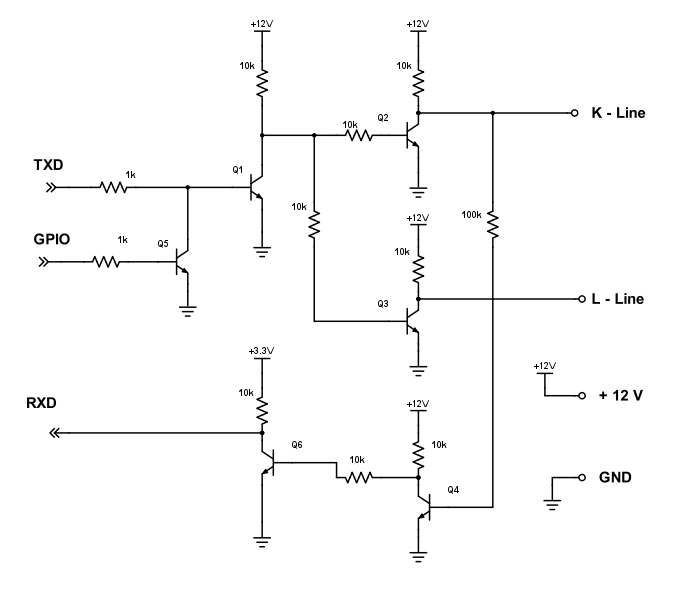 +12V
+12V
10k
10k
10k
Q2
K - Line
TXD
1k
Q1
10k
100k
+12V
GPIO
1k
Q5
10k
Q3
L - Line
+3.3V
+12V
10k
+12V
+ 12 V
RXD
Q6
10k
10k
Q4
GND